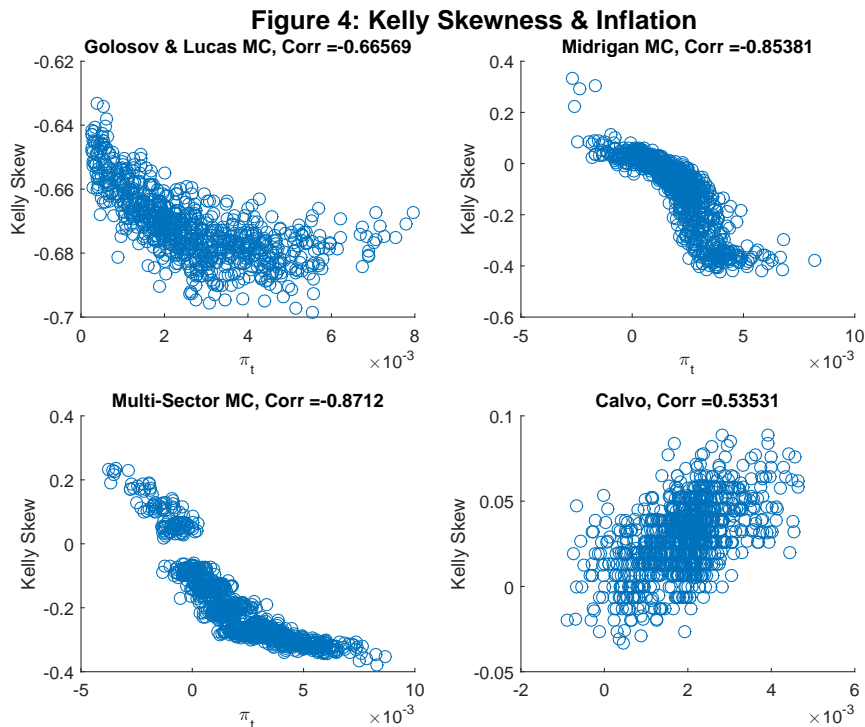 Figure 4: Kelly Skewness & Inflation
Golosov & Lucas MC, Corr =-0.66569
-0.62
-0.64
-0.66
-0.68
-0.7
Kelly Skew
0 2 4 6 8
×10⁻³
π_t
Midrigan MC, Corr =-0.85381
0.4
0.2
0
-0.2
-0.4
-0.6
Kelly Skew
-5 0 5 10
×10⁻³
π_t
Multi-Sector MC, Corr =-0.8712
0.4
0.2
0
-0.2
-0.4
Kelly Skew
-5 0 5 10
×10⁻³
π_t
Calvo, Corr=0.53531
0.1
0.05
0
-0.05
Kelly Skew
-2 0 2 4 6
×10⁻³
π_t